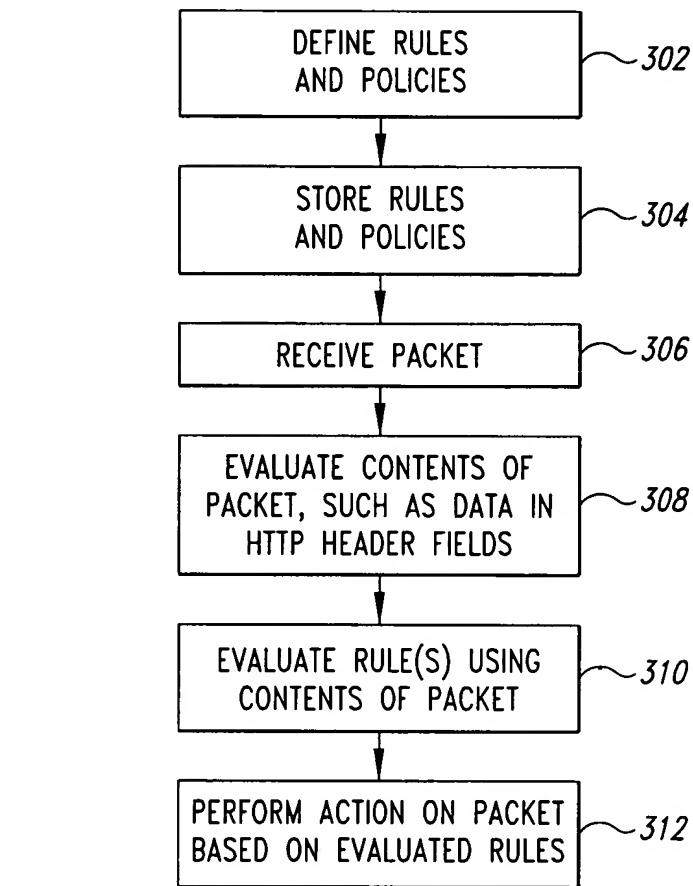 DEFINE RULES
AND POLICIES
302
STORE RULES
AND POLICIES
304
RECEIVE PACKET
306
EVALUATE CONTENTS OF
PACKET, SUCH AS DATA IN
HTTP HEADER FIELDS
308
EVALUATE RULE(S) USING
CONTENTS OF PACKET
310
PERFORM ACTION ON PACKET
BASED ON EVALUATED RULES
312